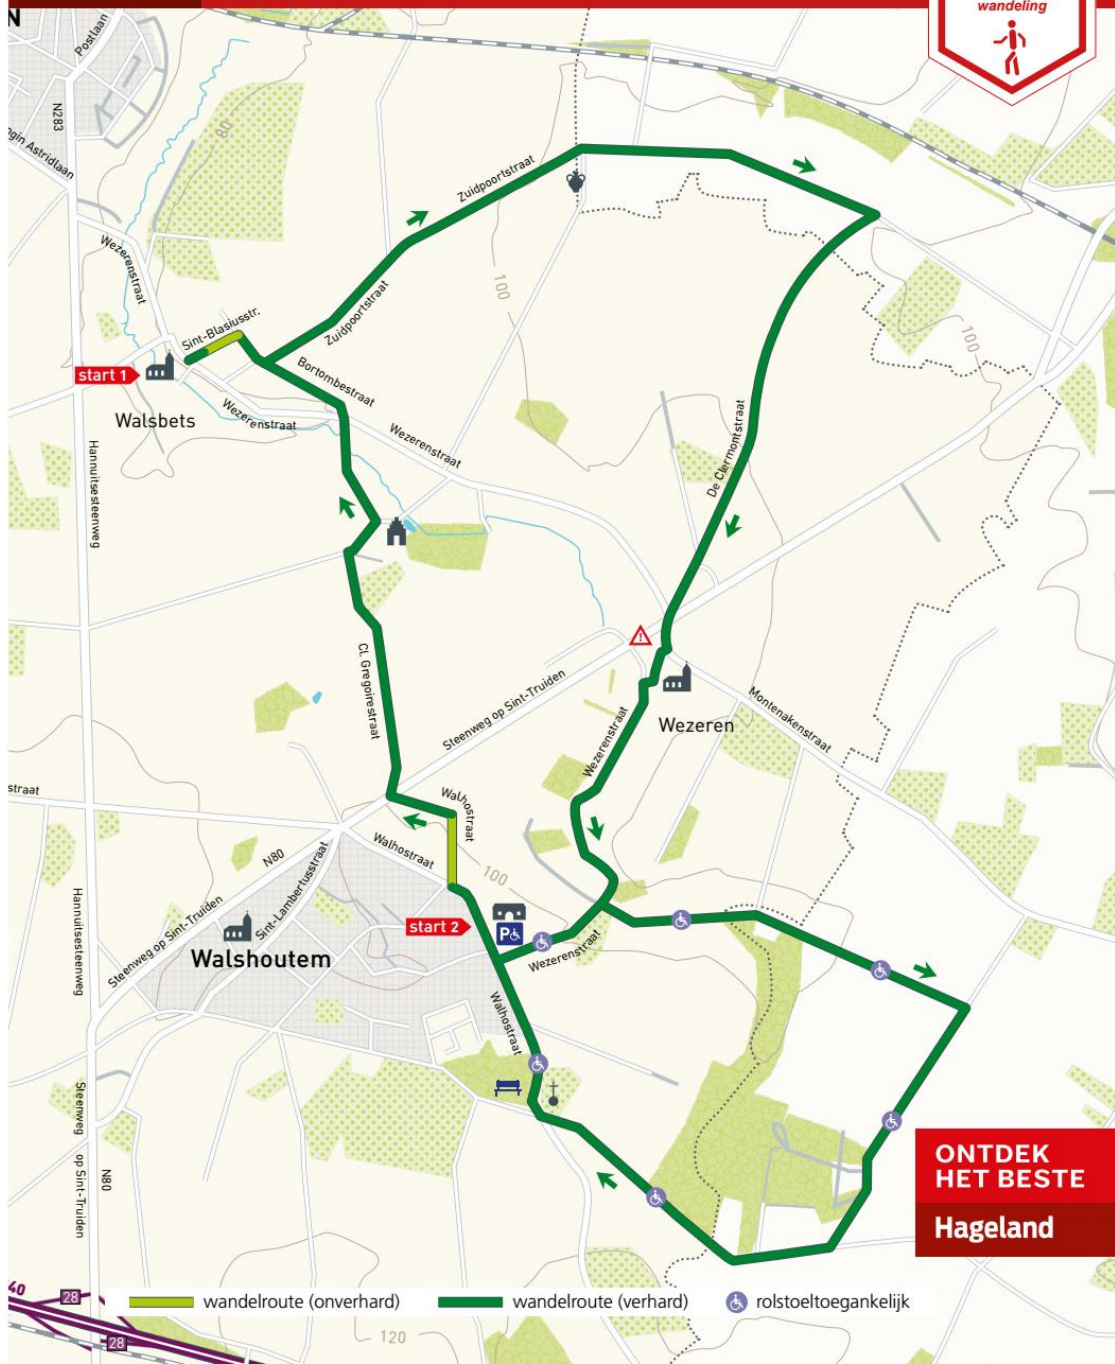 wandeling
N
Postlaan
N283
80
ngin Astridlaan
Zuidpoortstraat
Wezerenstraat
100
Zuidpoortstraat
Sint-Blasiusstr.
100
start 1
Bortombestraat
Walsbets
Wezerenstraat
Wezerenstraat
De Clermontstraat
Hannuitsesteenweg
Cl. Gregoirestraat
Steenweg op Sint-Truiden
Wezeren
Montenakenstraat
Wezerenstraat
straat
Walhostraat
Walhostraat
N80
100
Sint-Lambertusstraat
Hannuitsesteenweg
start 2
P
Steenweg op Sint-Truiden
Walshoutem
Wezerenstraat
Walhostraat
Steenweg op Sint-Truiden
N80
ONTDEK
HET BESTE
Hageland
40
28
28
wandelroute (onverhard)
wandelroute (verhard)
rolstoeltoegankelijk
120